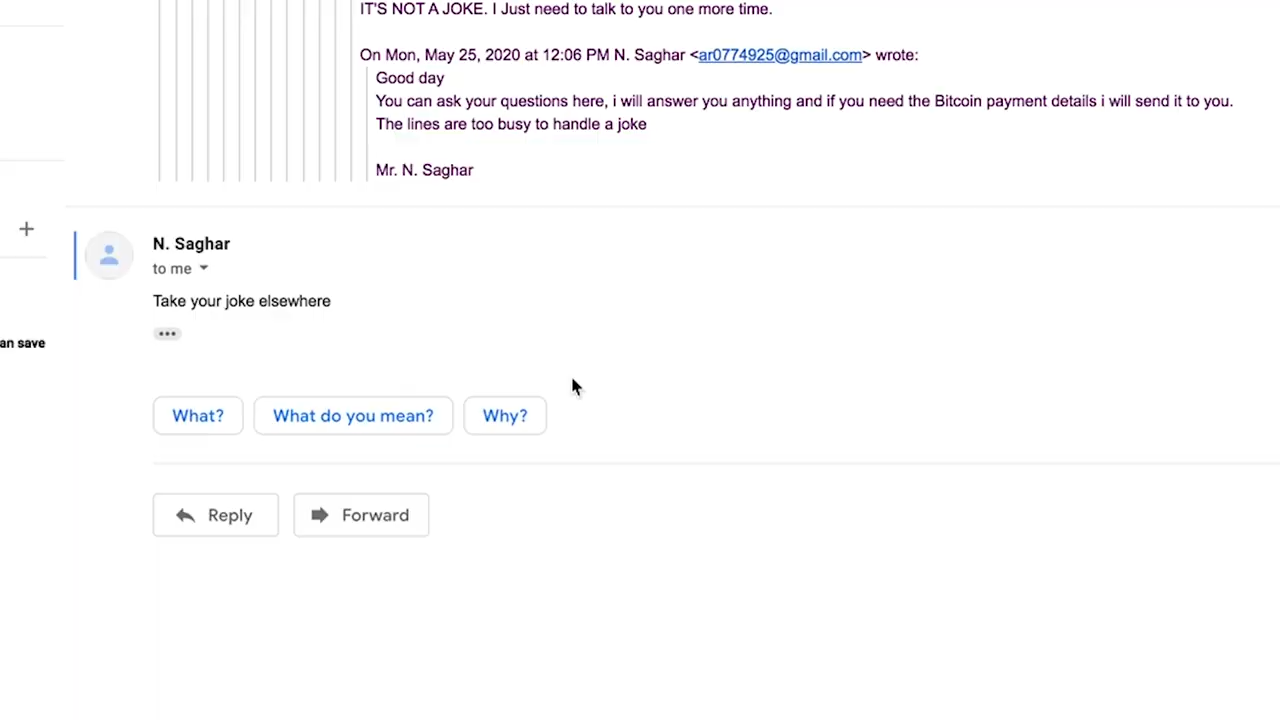 IT'S NOT A JOKE. I Just need to talk to you one more time.
On Mon, May 25, 2020 at 12:06 PM N. Saghar <ar0774925@gmail.com> wrote:
Good day
You can ask your questions here, i will answer you anything and if you need the Bitcoin payment details i will send it to you.
The lines are too busy to handle a joke
Mr. N. Saghar
N. Saghar
to me
Take your joke elsewhere
an save
What? What do you mean? Why?
Reply Forward